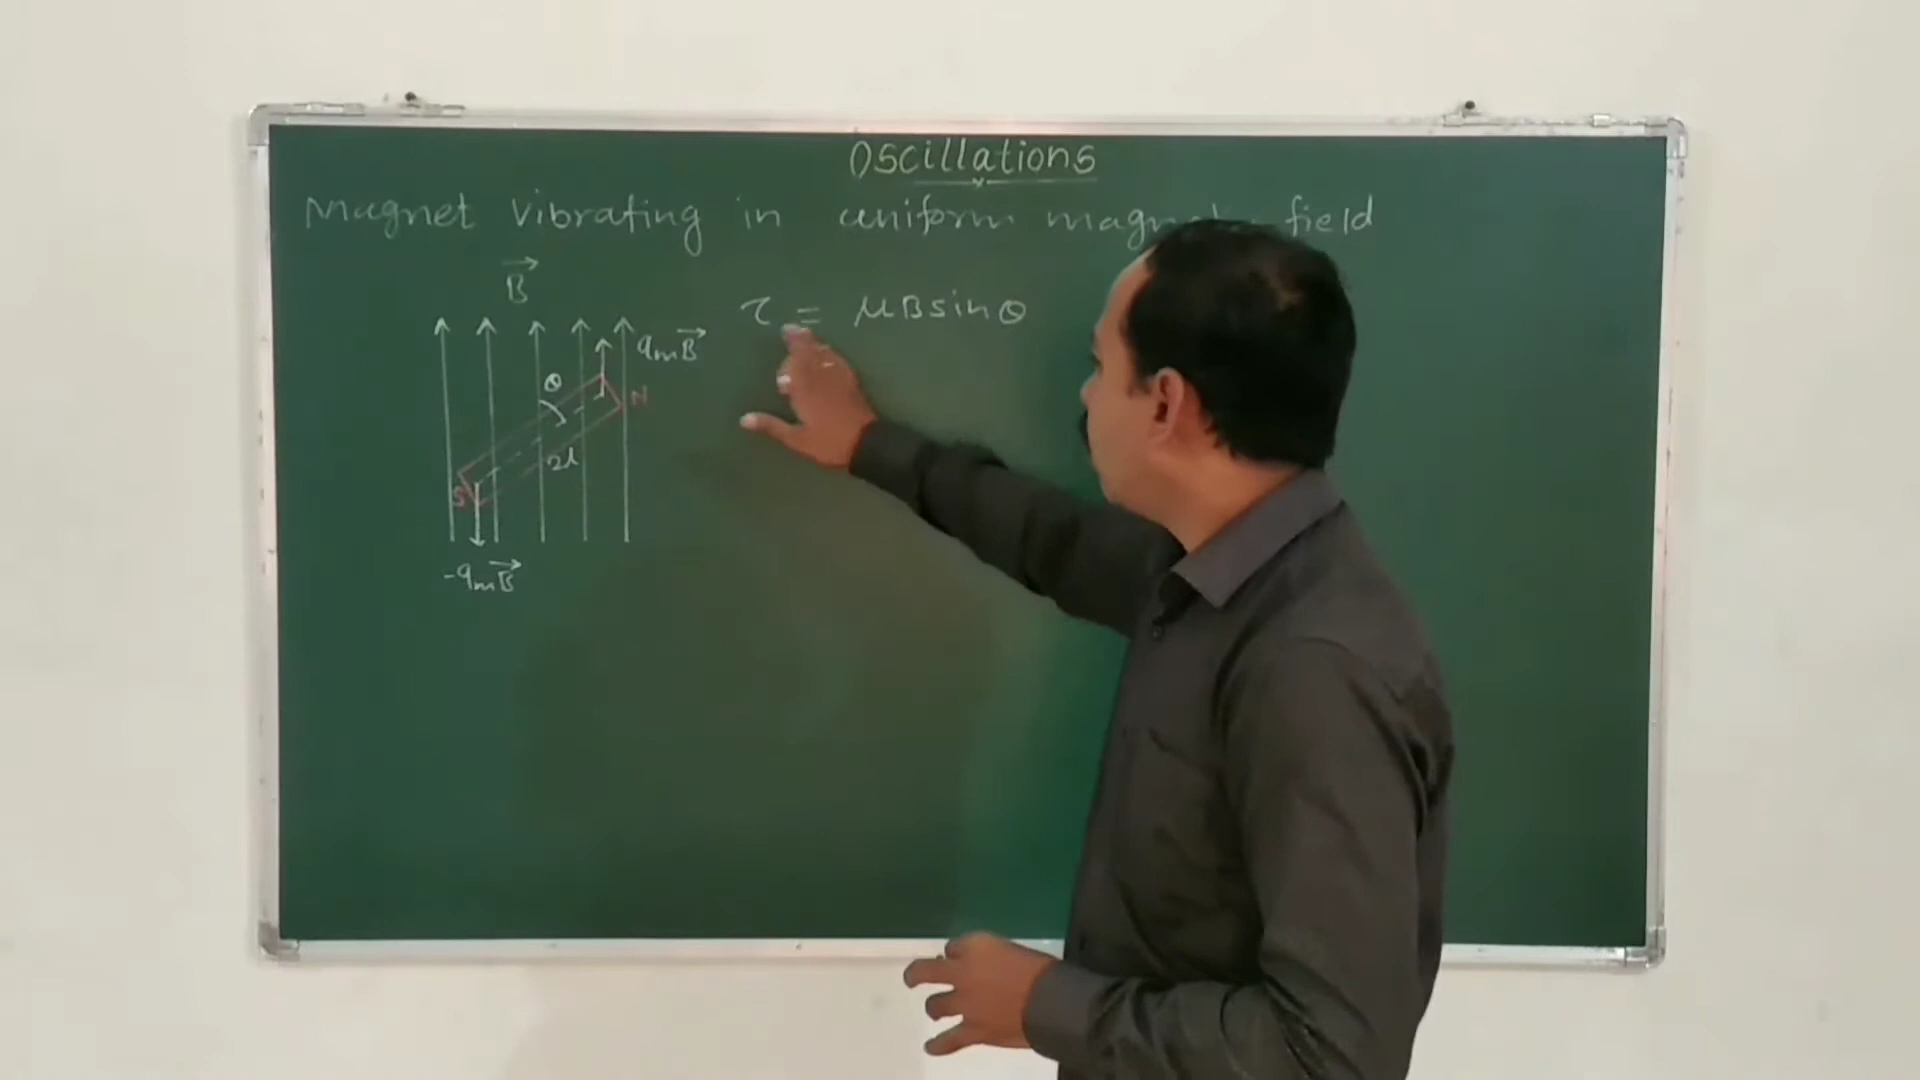 Oscillations
Magnet Vibrating in uniform field
B
τ = μBsinθ
qmB
θ
N
2l
S
-qmB